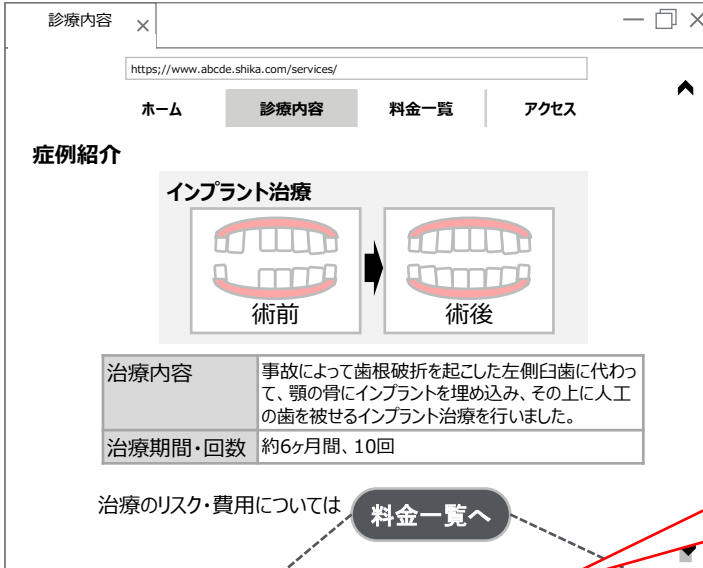 診療内容
https;//www.abcde.shika.com/services/
ホーム 診療内容 料金一覧 アクセス
症例紹介
インプラント治療
術前 術後
治療内容 事故によって歯根破折を起こした左側臼歯に代わっ
て、顎の骨にインプラントを埋め込み、その上に人工
の歯を被せるインプラント治療を行いました。
治療期間・回数 約6ヶ月間、10回
治療のリスク・費用については 料金一覧へ